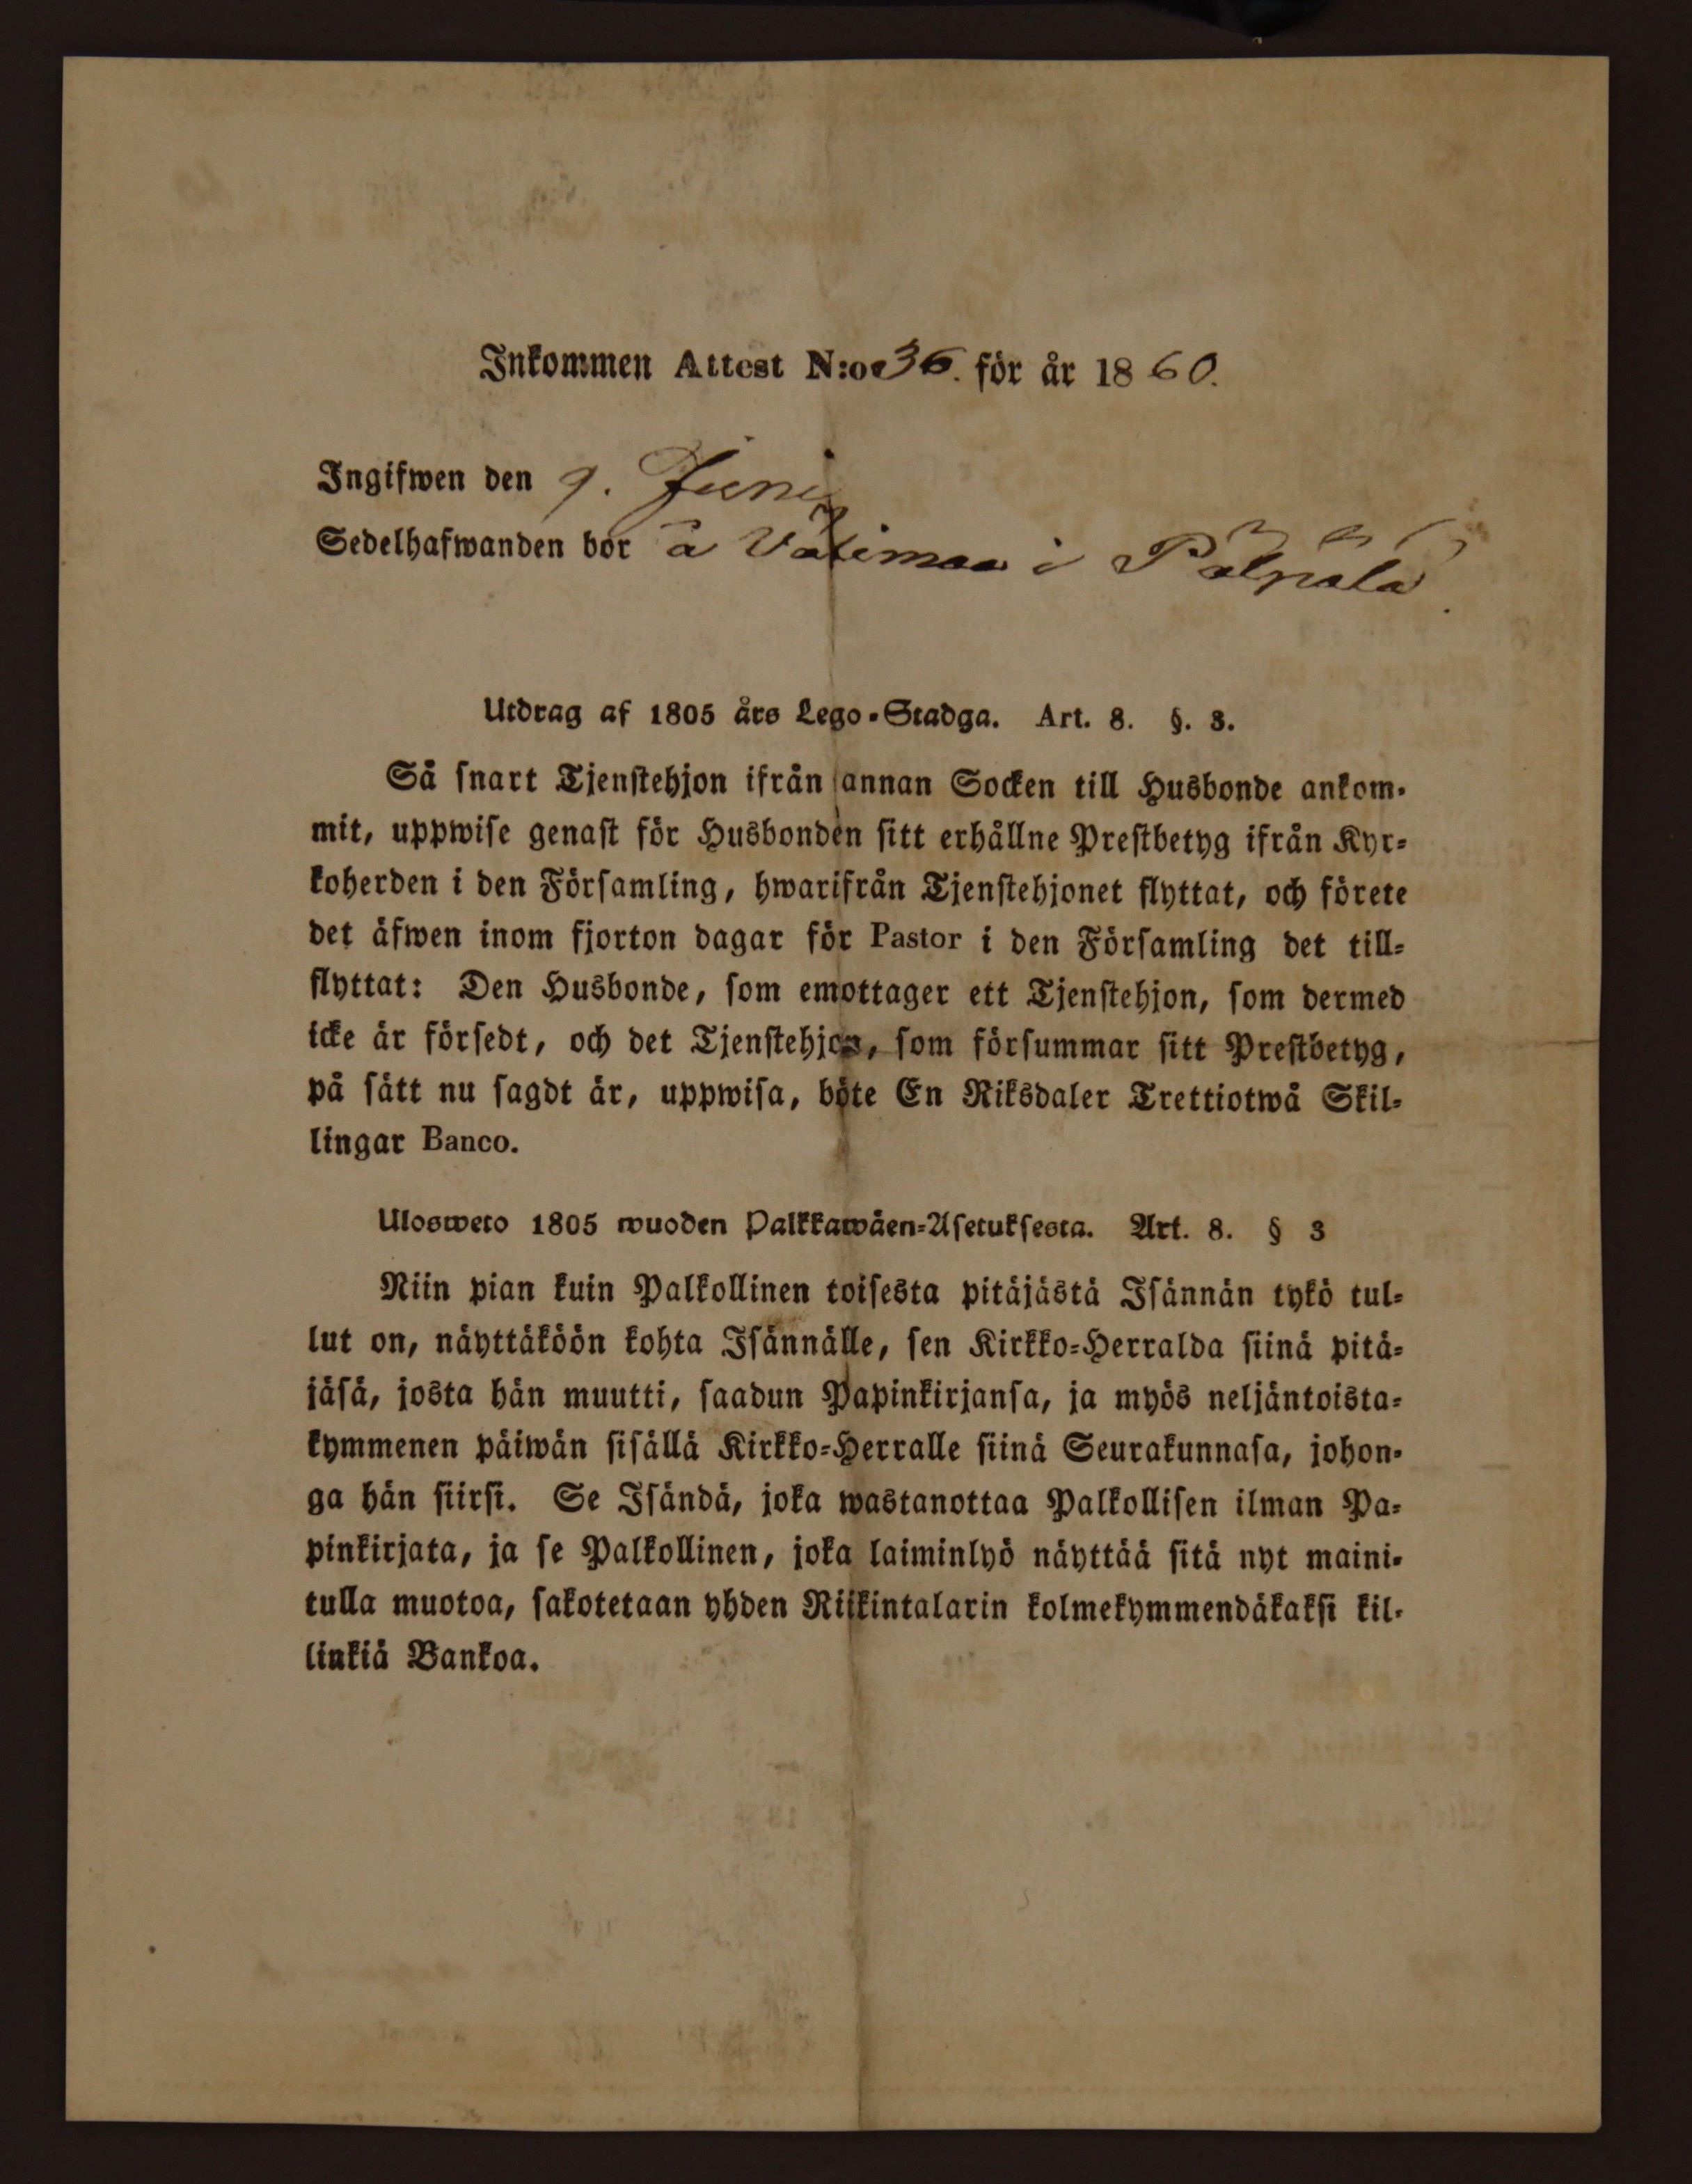 Inkommen Attest N:o 36. för år 1860.
Ingifwen den 9. Juni
Sedelhafwanden bor å i
Utdrag af 1805 års Lego-Stadga. Art. 8. §. 3.
Så snart Tjenstehjon ifrån annan Socken till Husbonde ankom-
mit, uppwise genast för Husbonden sitt erhållne Prestbetyg ifrån Kyr-
koherden i den Församling, hwarifrån Tjenstehjonet flyttat, och förete
det äfwen inom fjorton dagar för Pastor i den Församling det till-
flyttat: Den Husbonde, som emottager ett Tjenstehjon, som dermed
icke är försedt, och det Tjenstehjon, som försummar sitt Prestbetyg,
på sätt nu sagdt är, uppwisa, böte En Riksdaler Trettiotwå Skil-
lingar Banco.
Ulosweto 1805 wuoden Palkkawäen-Asetuksesta. Art. 8. § 3
Niin pian kuin Palkollinen toisesta pitäjästä Isännän tykö tul-
lut on, näyttäköön kohta Isännälle, sen Kirkko-Herralda siinä pitä-
jäsä, josta hän muutti, saadun Papinkirjansa, ja myös neljäntoista-
kymmenen päiwän sisällä Kirkko-Herralle siinä Seurakunnasa, johon-
ga hän siirsi. Se Isändä, joka wastanottaa Palkollisen ilman Pa-
pinkirjata, ja se Palkollinen, joka laiminlyö näyttää sitä nyt maini-
tulla muotoa, sakotetaan yhden Riikintalarin kolmekymmendäkaksi kil-
linkiä Bankoa.